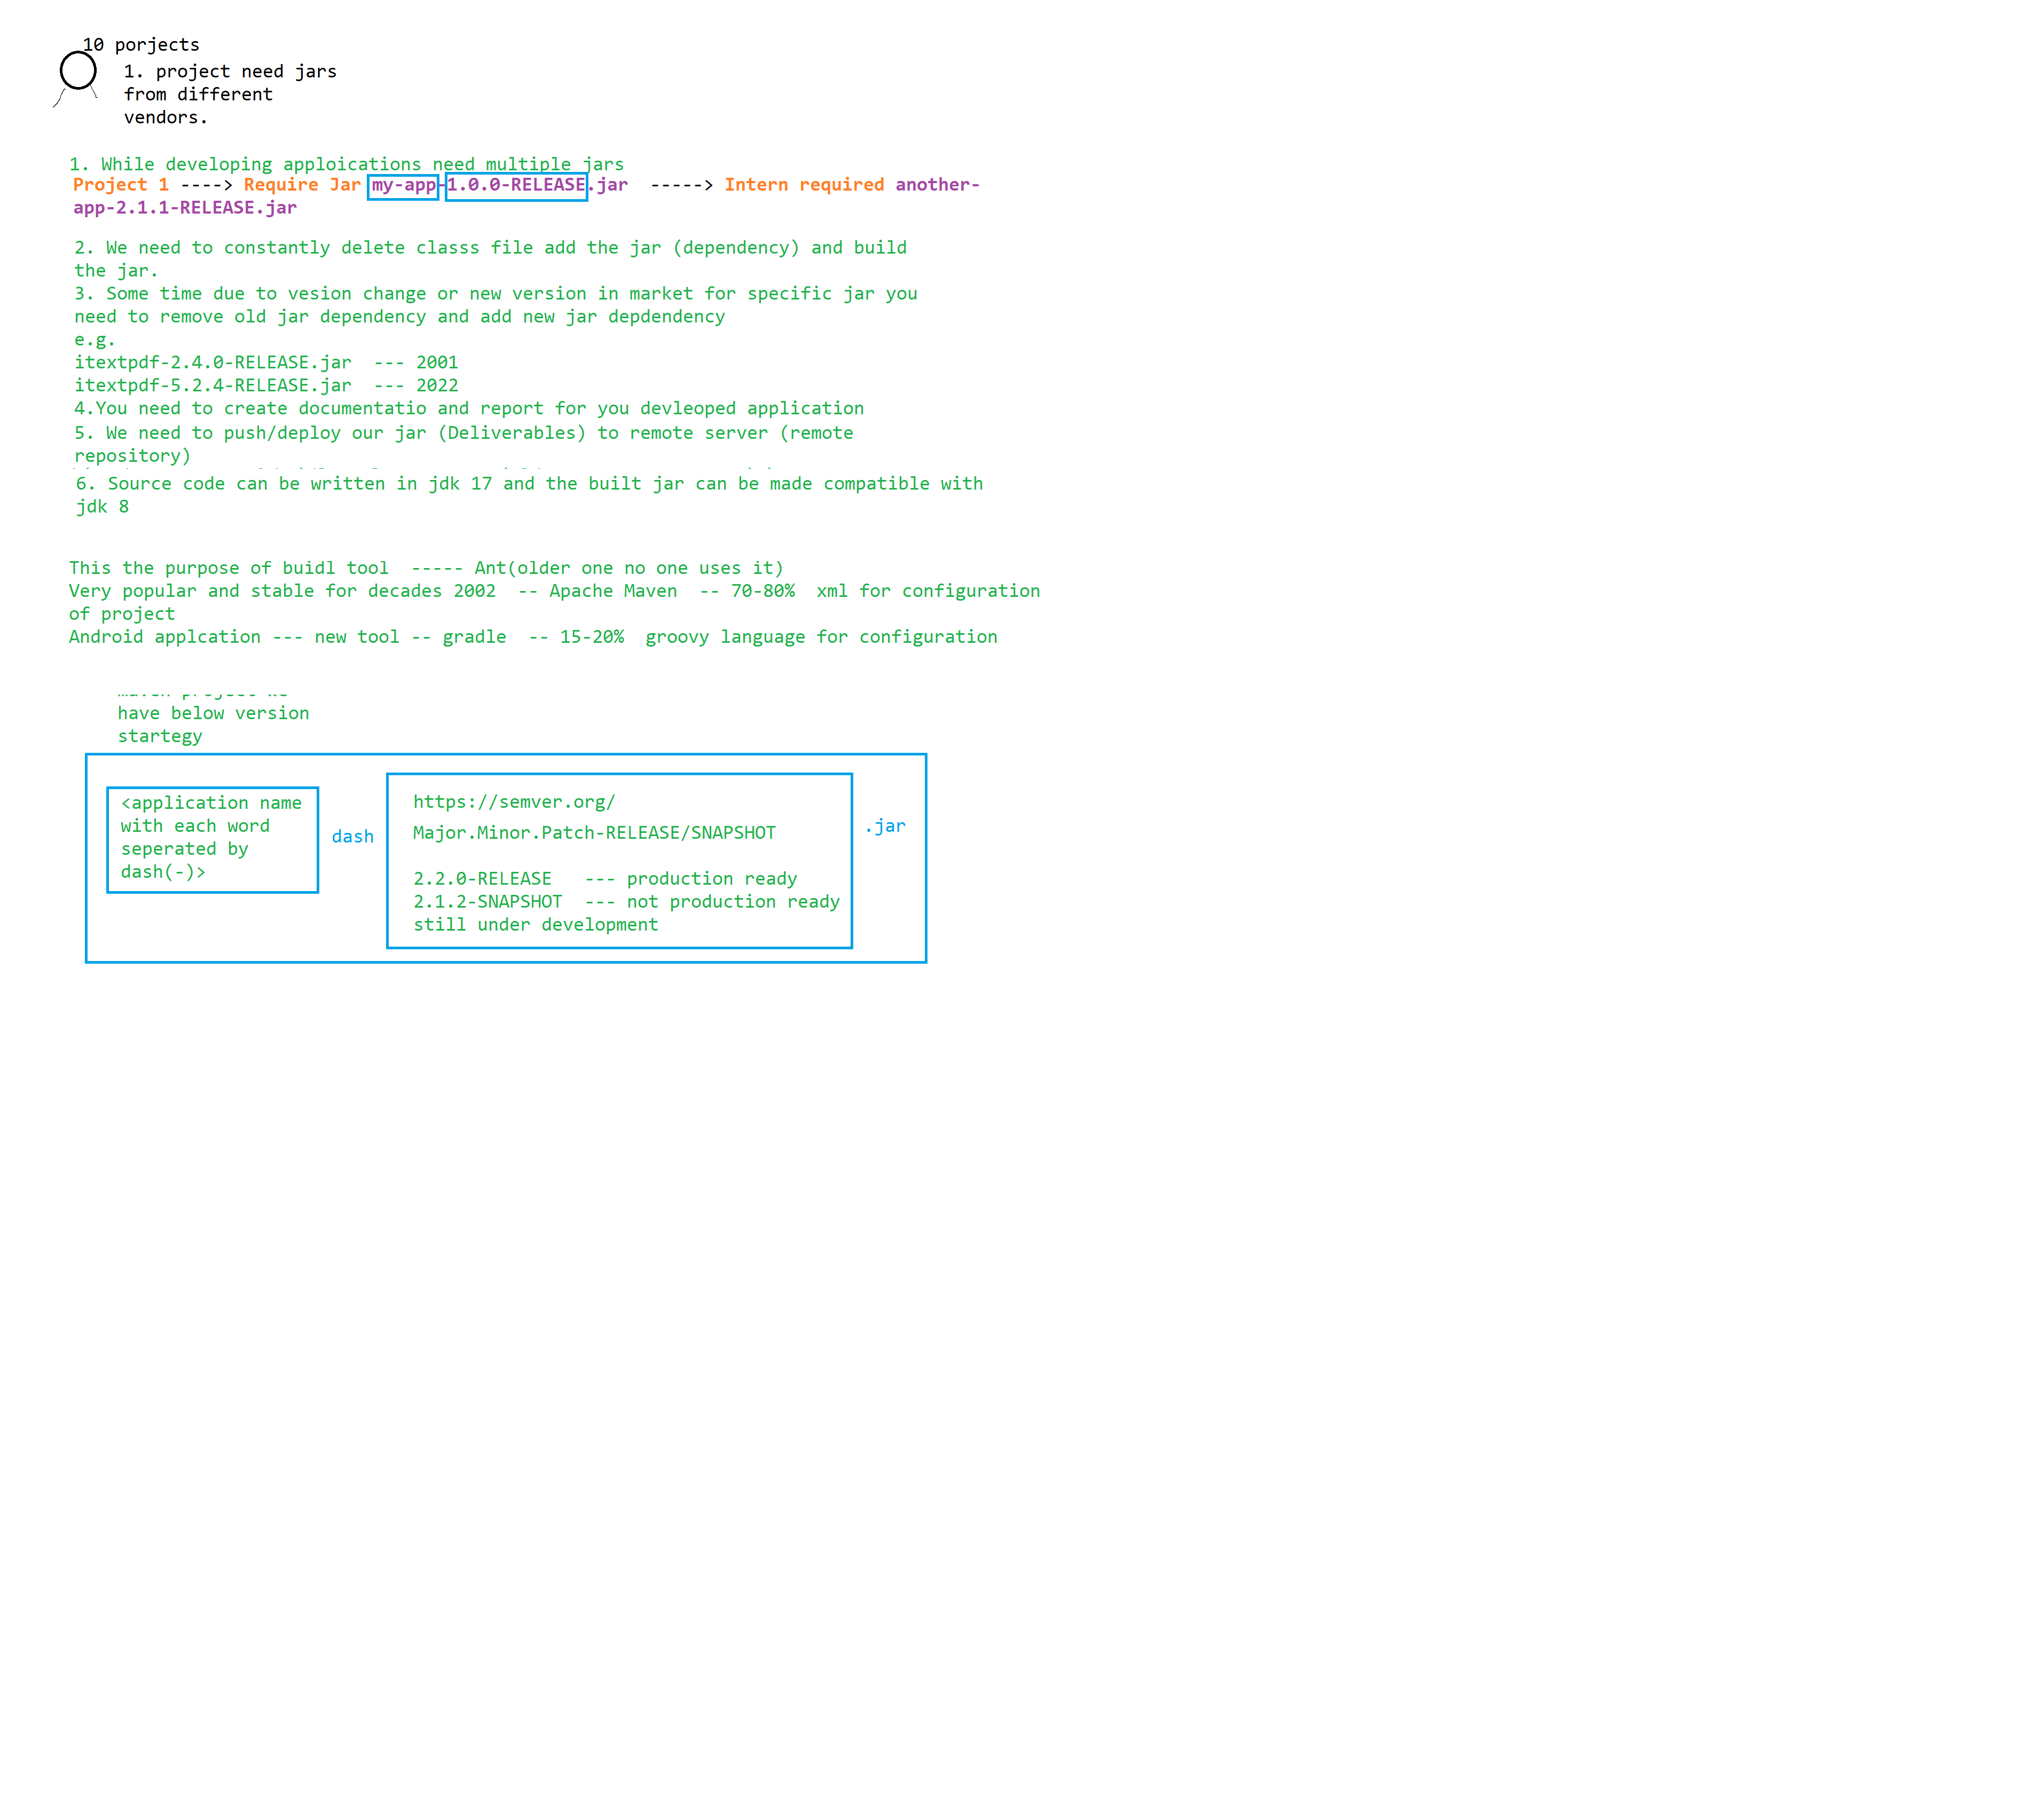 10 porjects
1. project need jars
from different
vendors.
1. While developing apploications need multiple jars
Project 1 ----> Require Jar my-app-1.0.0-RELEASE.jar  -----> Intern required another-
app-2.1.1-RELEASE.jar
2. We need to constantly delete classs file add the jar (dependency) and build
the jar.
3. Some time due to vesion change or new version in market for specific jar you
need to remove old jar dependency and add new jar depdendency
e.g.
itextpdf-2.4.0-RELEASE.jar  --- 2001
itextpdf-5.2.4-RELEASE.jar  --- 2022
4.You need to create documentatio and report for you devleoped application
5. We need to push/deploy our jar (Deliverables) to remote server (remote
repository)
6. Source code can be written in jdk 17 and the built jar can be made compatible with
jdk 8
This the purpose of buidl tool  ----- Ant(older one no one uses it)
Very popular and stable for decades 2002  -- Apache Maven  -- 70-80%  xml for configuration
of project
Android applcation --- new tool -- gradle  -- 15-20%  groovy language for configuration
have below version
startegy
<application name
with each word
seperated by
dash(-)>
dash
https://semver.org/
Major.Minor.Patch-RELEASE/SNAPSHOT
2.2.0-RELEASE   --- production ready
2.1.2-SNAPSHOT  --- not production ready
still under development
.jar